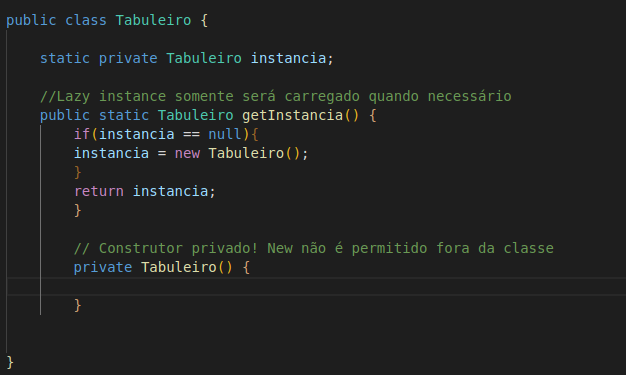 public class Tabuleiro {
static private Tabuleiro instancia;
//Lazy instance somente será carregado quando necessário
public static Tabuleiro getInstancia() {
if(instancia == null){
instancia = new Tabuleiro();
}
return instancia;
}
// Construtor privado! New não é permitido fora da classe
private Tabuleiro() {
}
}